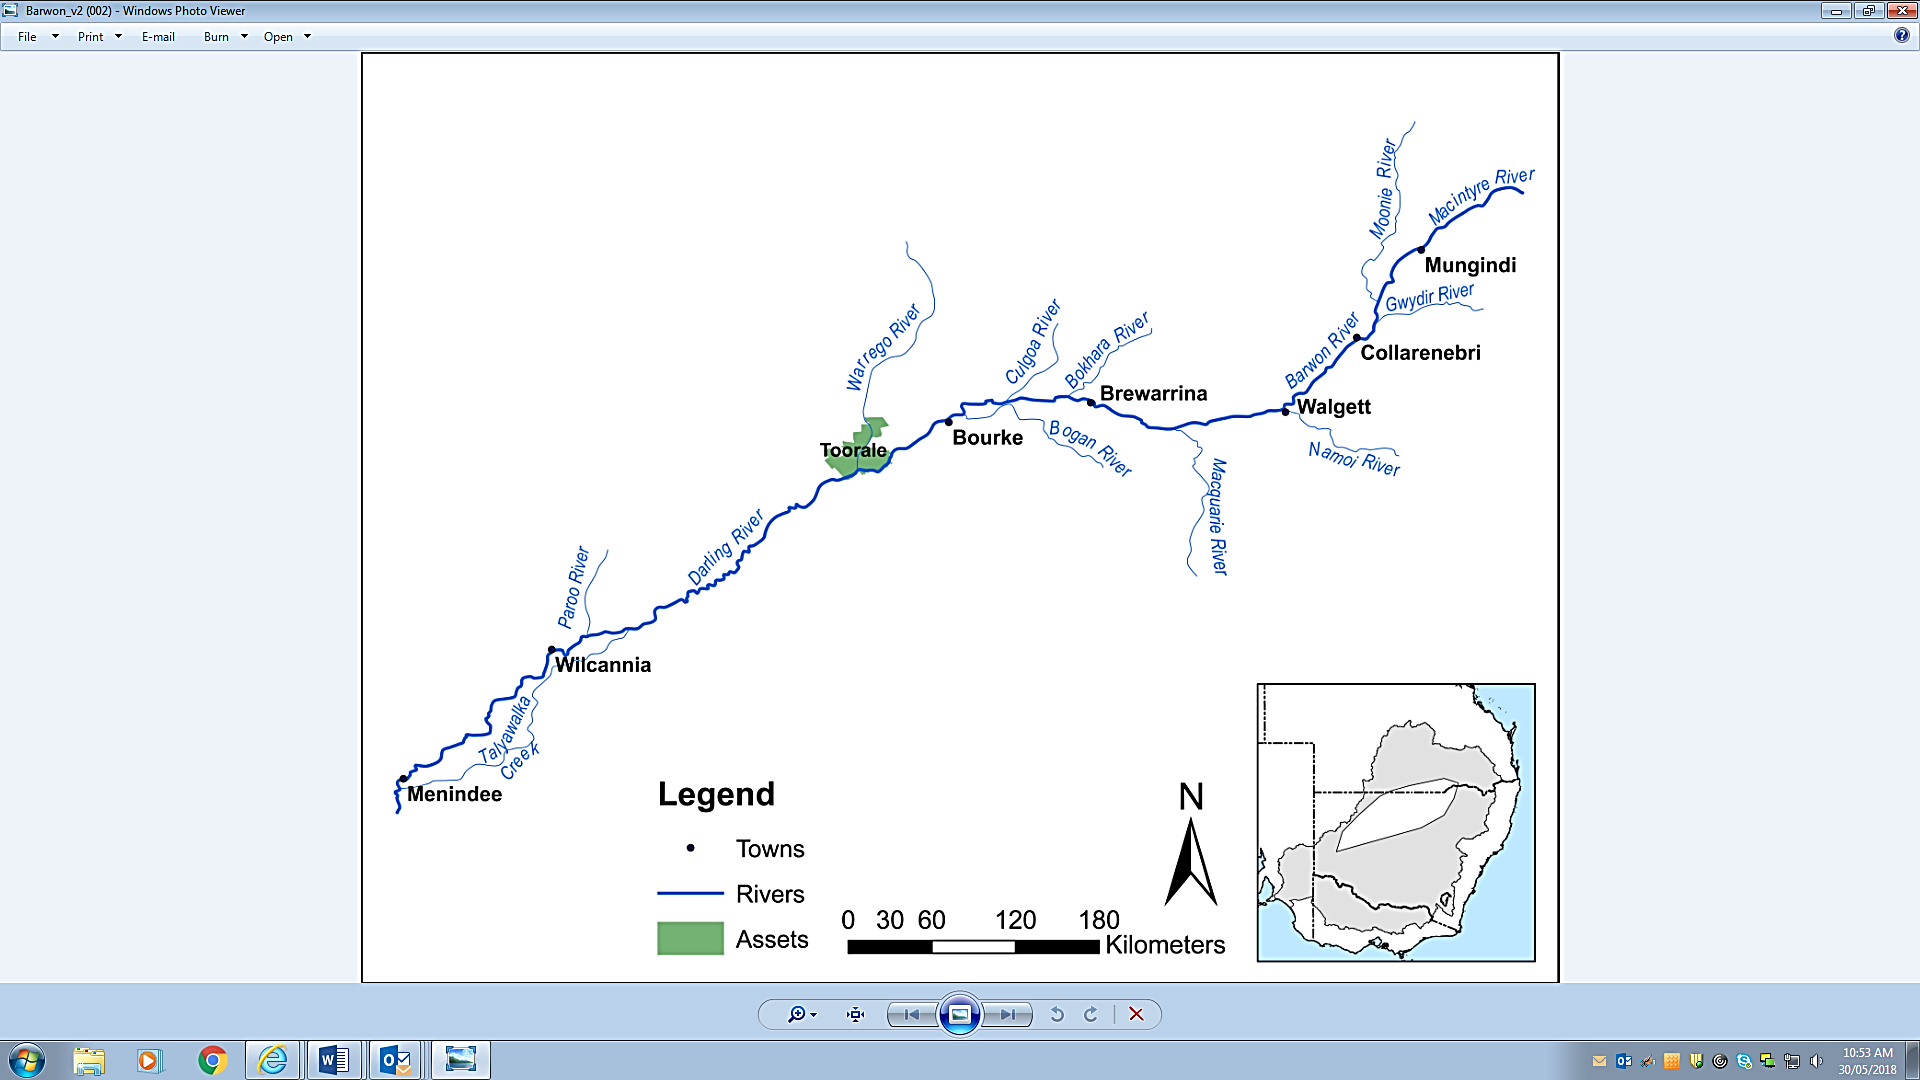 Barwon_v2 (002) - Windows Photo Viewer
File Print E-mail Burn Open
Moonie River
Macintyre River
Mungindi
Gwydir River
Barwon River
Collarenebri
Warrego River
Culgoa River
Bokhara River
Brewarrina
Walgett
Bourke
Bogan River
Namoi River
Toorale
Macquarie River
Darling River
Paroo River
Wilcannia
Talyawalka
Creek
Menindee
Legend
Towns
Rivers
Assets
N
0 30 60 120 180
Kilometers
10:53 AM
30/05/2018